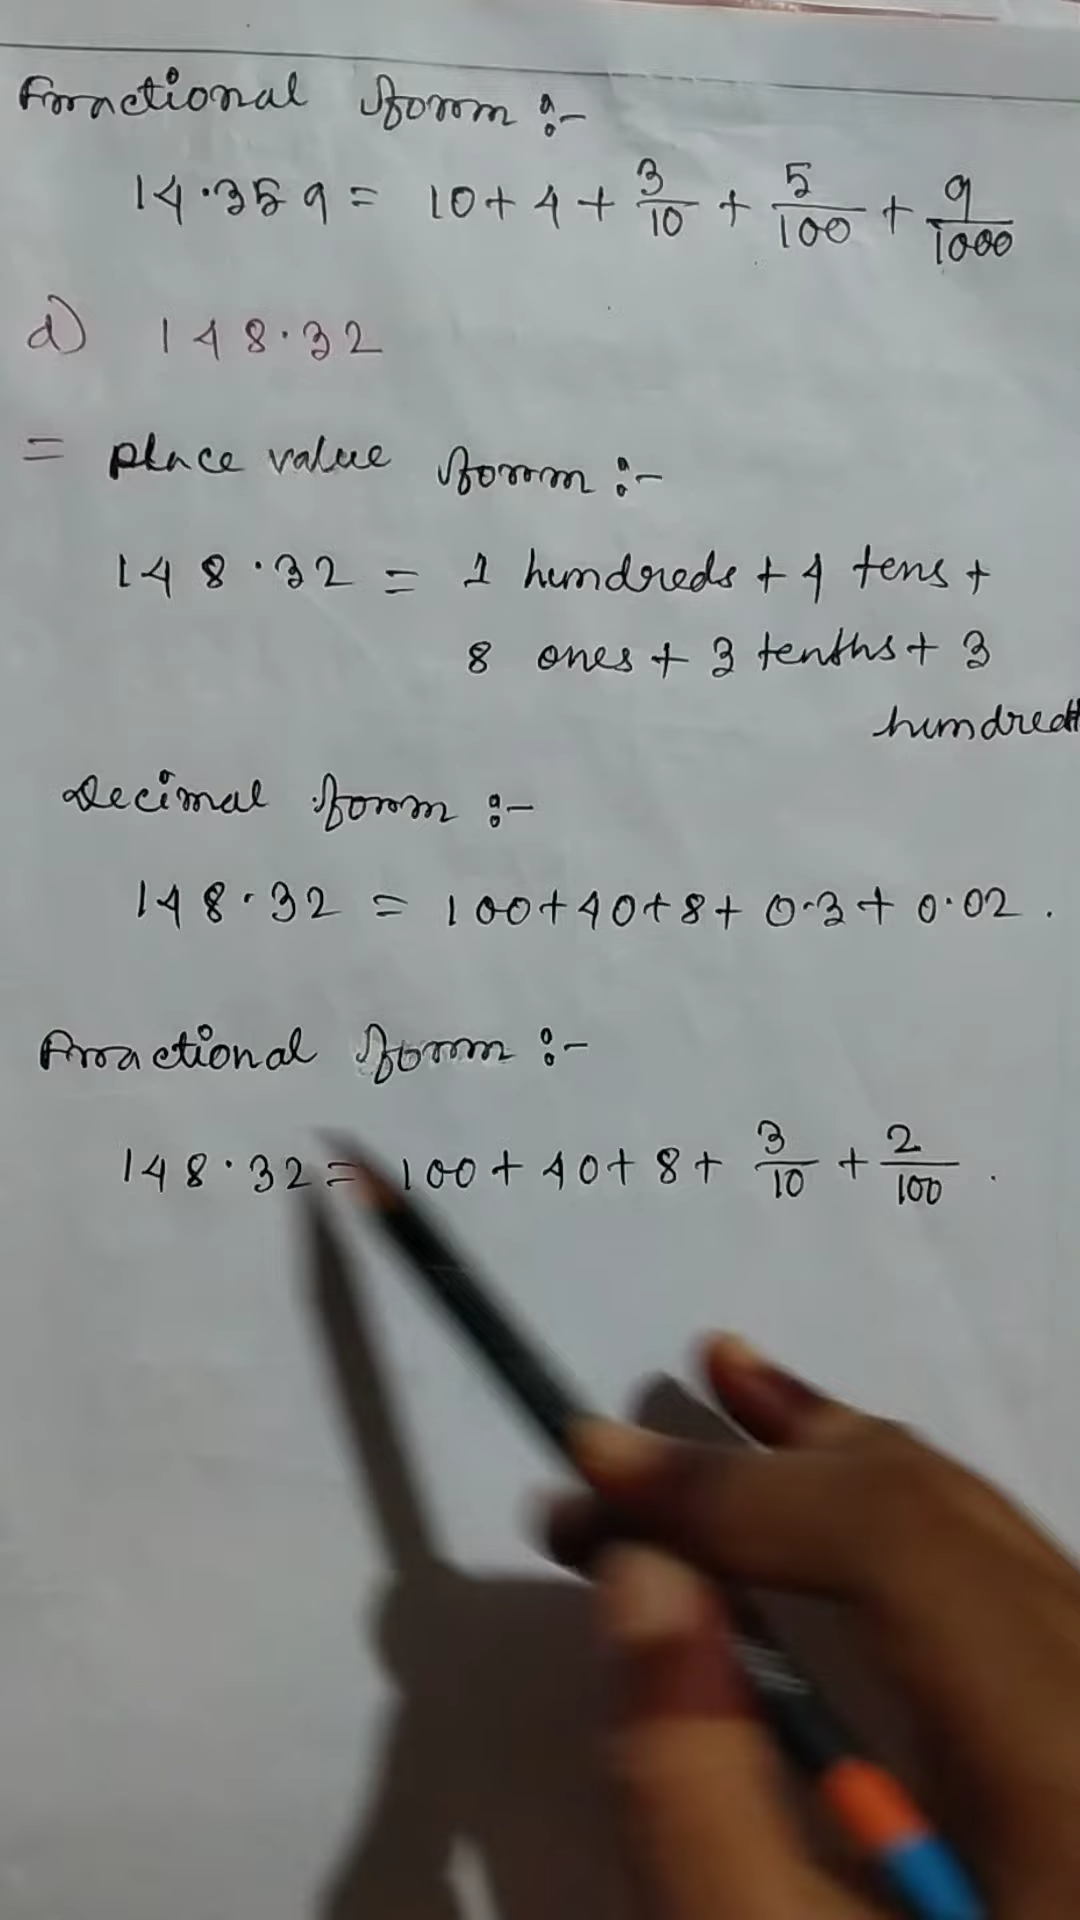 Fractional form :-
14.359 = 10 + 4 + 3/10 + 5/100 + 9/1000
d) 148.32
= place value form :-
148.32 = 1 hundreds + 4 tens +
8 ones + 3 tenths + 3
hundredt
Decimal form :-
148.32 = 100 + 40 + 8 + 0.3 + 0.02 .
Fractional form :-
148.32 = 100 + 40 + 8 + 3/10 + 2/100 .